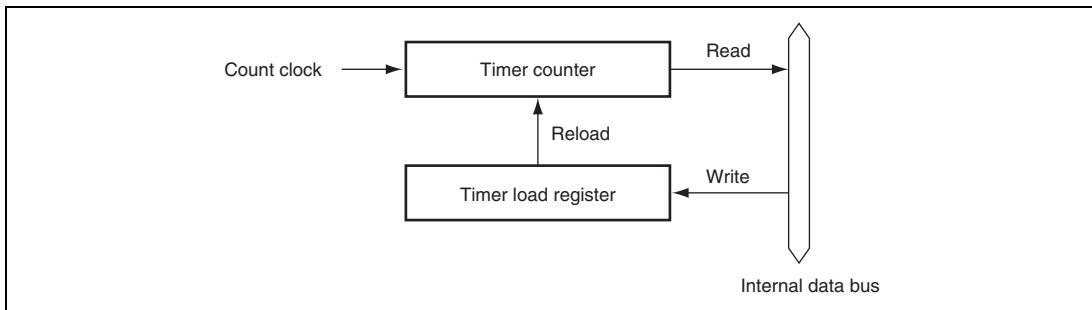 Read
Count clock
Timer counter
Reload
Write
Timer load register
Internal data bus